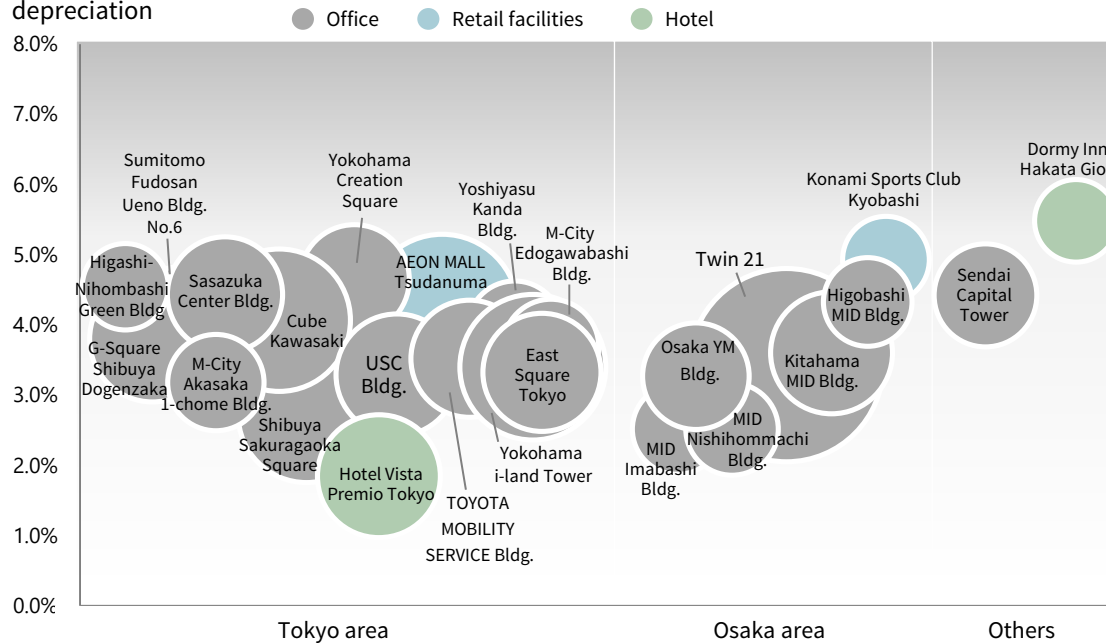 depreciation
Office
Retail facilities
Hotel
8.0%
7.0%
6.0%
5.0%
4.0%
3.0%
2.0%
1.0%
0.0%
Sumitomo
Fudosan
Ueno Bldg.
No.6
Yokohama
Creation
Square
Yoshiyasu
Kanda
Bldg.
M-City
Edogawabashi
Bldg.
Higashi-
Nihombashi
Green Bldg
Sasazuka
Center Bldg.
AEON MALL
Tsudanuma
Cube
Kawasaki
G-Square
Shibuya
Dogenzaka
M-City
Akasaka
1-chome Bldg.
USC
Bldg.
East
Square
Tokyo
Shibuya
Sakuragaoka
Square
Hotel Vista
Premio Tokyo
Yokohama
i-land Tower
TOYOTA
MOBILITY
SERVICE Bldg.
Twin 21
Konami Sports Club
Kyobashi
Higobashi
MID Bldg.
Osaka YM
Bldg.
Kitahama
MID Bldg.
MID
Nishihommachi
Bldg.
MID
Imabashi
Bldg.
Dormy Inn
Hakata Gio
Sendai
Capital
Tower
Tokyo area
Osaka area
Others